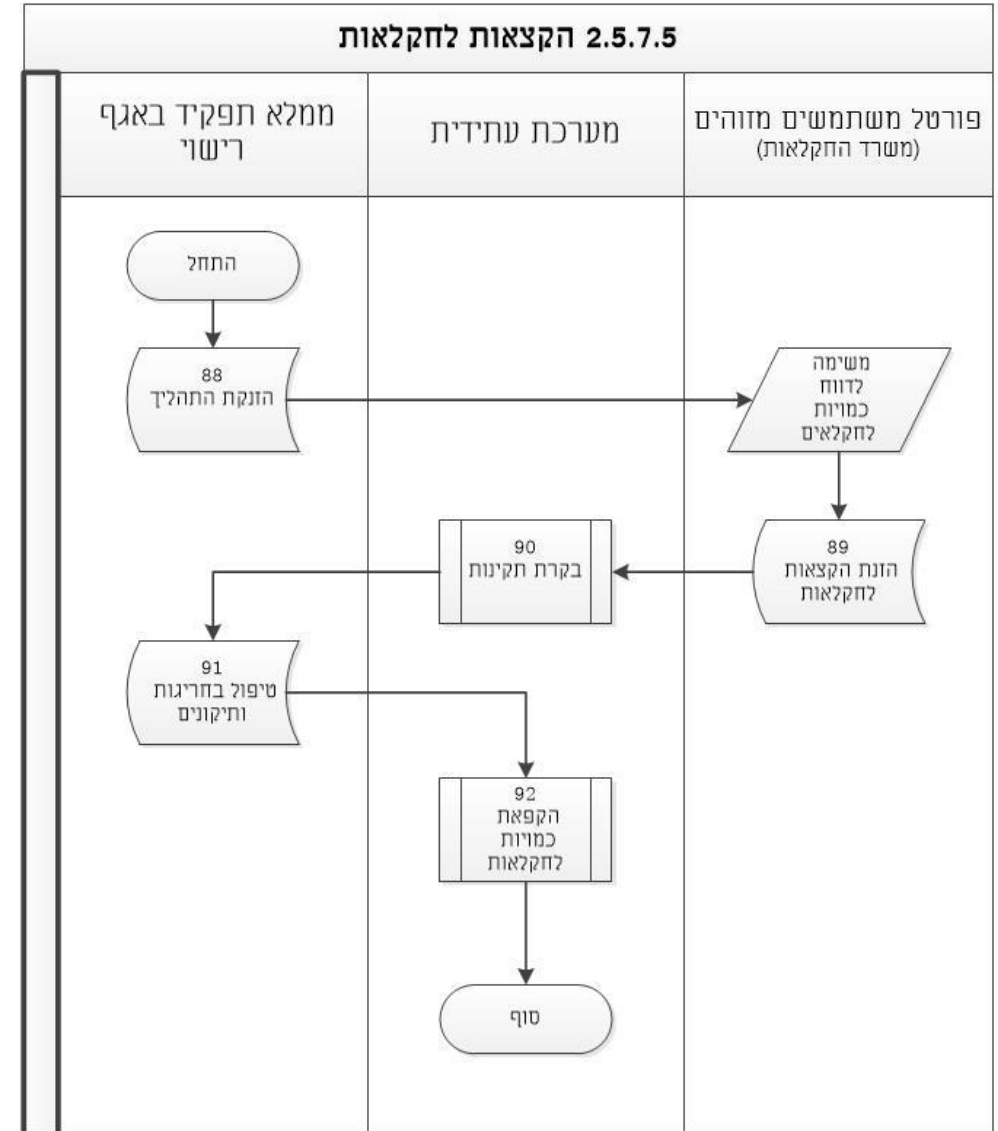 2.5.7.5 הקצאות לחקלאות
פורטל משתמשים מזוהים
(משרד החקלאות)
מערכת עתידית
ממלא תפקיד באגף
רישוי
התחל
88
הזנקת התהליך
משימה
לדווח
כמויות
לחקלאים
89
הזנת הקצאות
לחקלאות
90
בקרת תקינות
91
טיפול בחריגות
ותיקונים
92
הקפאת
כמויות
לחקלאות
סוף